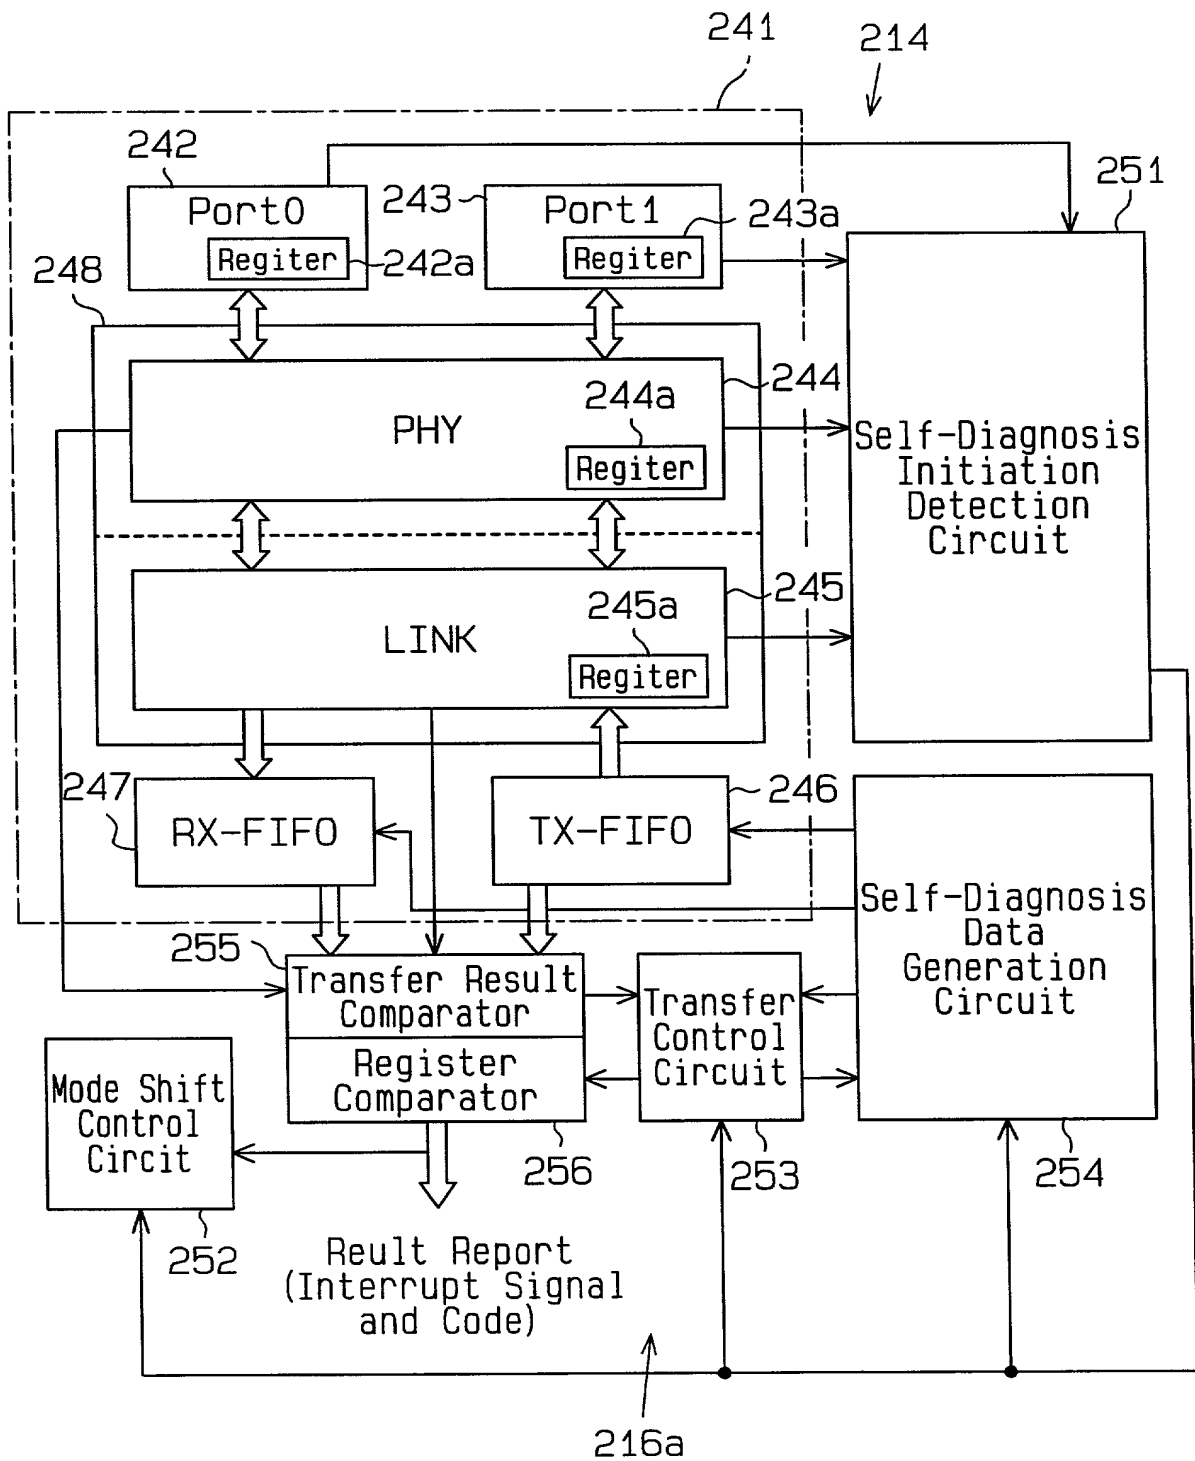 241
214
242
Port0
Regiter
242a
243
Port1
Regiter
243a
251
248
244
244a
PHY
Regiter
Self-Diagnosis
Initiation
Detection
Circuit
245
245a
LINK
Regiter
247
RX-FIFO
246
TX-FIFO
Self-Diagnosis
Data
Generation
Circuit
255
Transfer Result
Comparator
Register
Comparator
Transfer
Control
Circuit
Mode Shift
Control
Circit
256
253
254
252
Reult Report
(Interrupt Signal
and Code)
216a